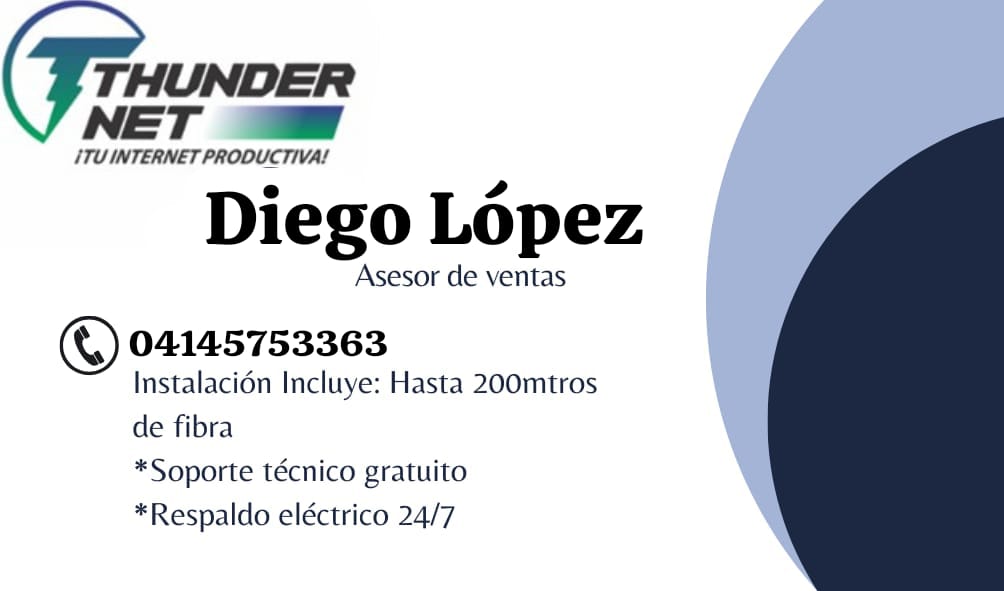 THUNDER
NET
¡TU INTERNET PRODUCTIVA!
Diego López
Asesor de ventas
04145753363
Instalación Incluye: Hasta 200mtros
de fibra
*Soporte técnico gratuito
*Respaldo eléctrico 24/7